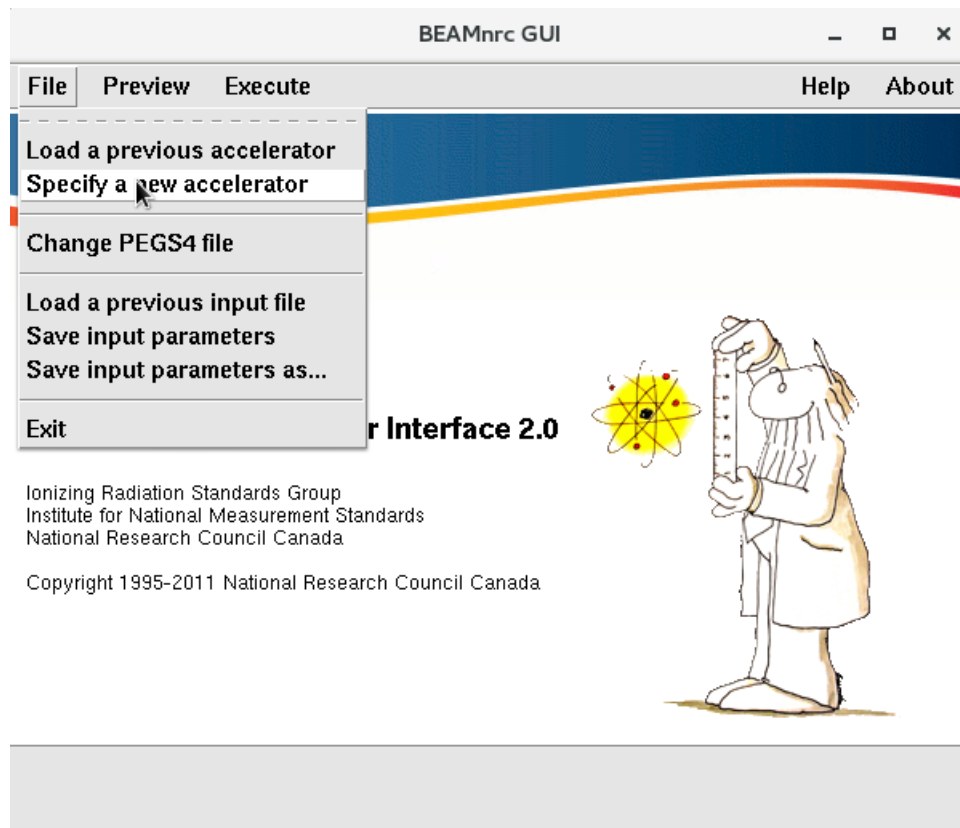 BEAMnrc GUI
File Preview Execute Help About
Load a previous accelerator
Specify a new accelerator
Change PEGS4 file
Load a previous input file
Save input parameters
Save input parameters as...
Exit
r Interface 2.0
Ionizing Radiation Standards Group
Institute for National Measurement Standards
National Research Council Canada
Copyright 1995-2011 National Research Council Canada